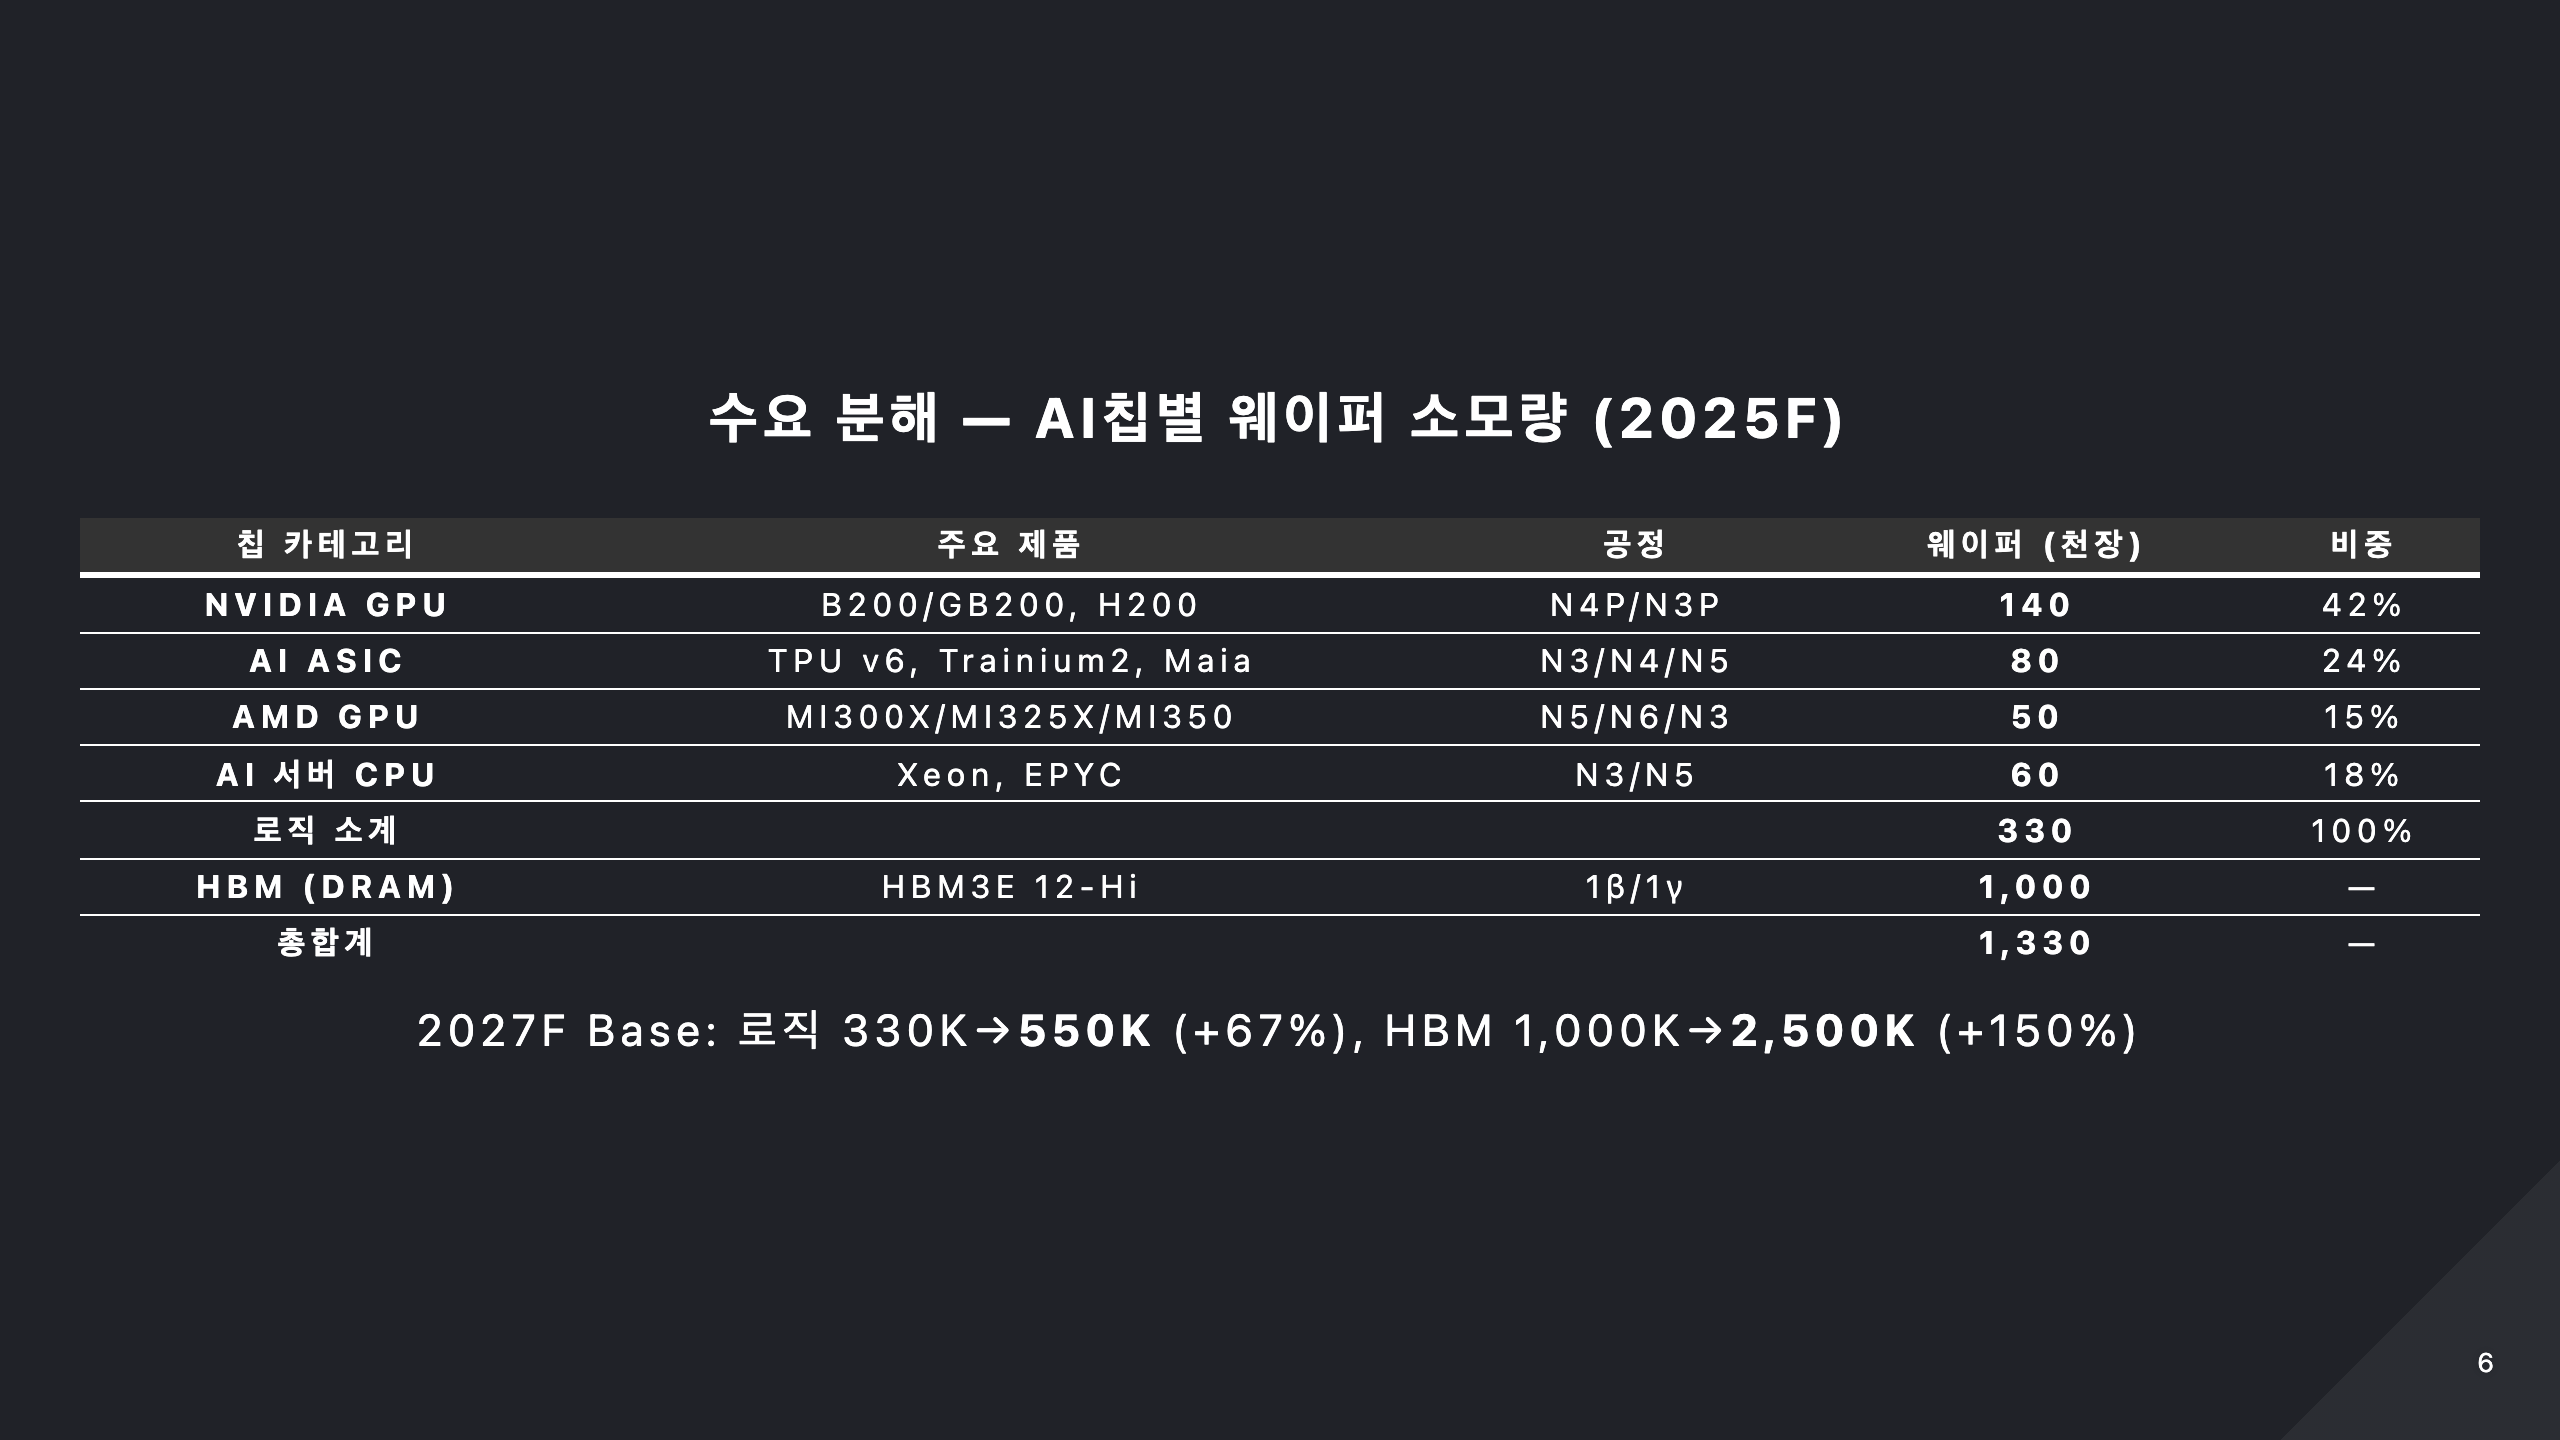 수요 분해 — AI칩별 웨이퍼 소모량 (2025F)
칩 카테고리 주요 제품 공정 웨이퍼 (천장) 비중
NVIDIA GPU B200/GB200, H200 N4P/N3P 140 42%
AI ASIC TPU v6, Trainium2, Maia N3/N4/N5 80 24%
AMD GPU MI300X/MI325X/MI350 N5/N6/N3 50 15%
AI 서버 CPU Xeon, EPYC N3/N5 60 18%
로직 소계 330 100%
HBM (DRAM) HBM3E 12-Hi 1β/1γ 1,000 —
총합계 1,330 —
2027F Base: 로직 330K→550K (+67%), HBM 1,000K→2,500K (+150%)
6